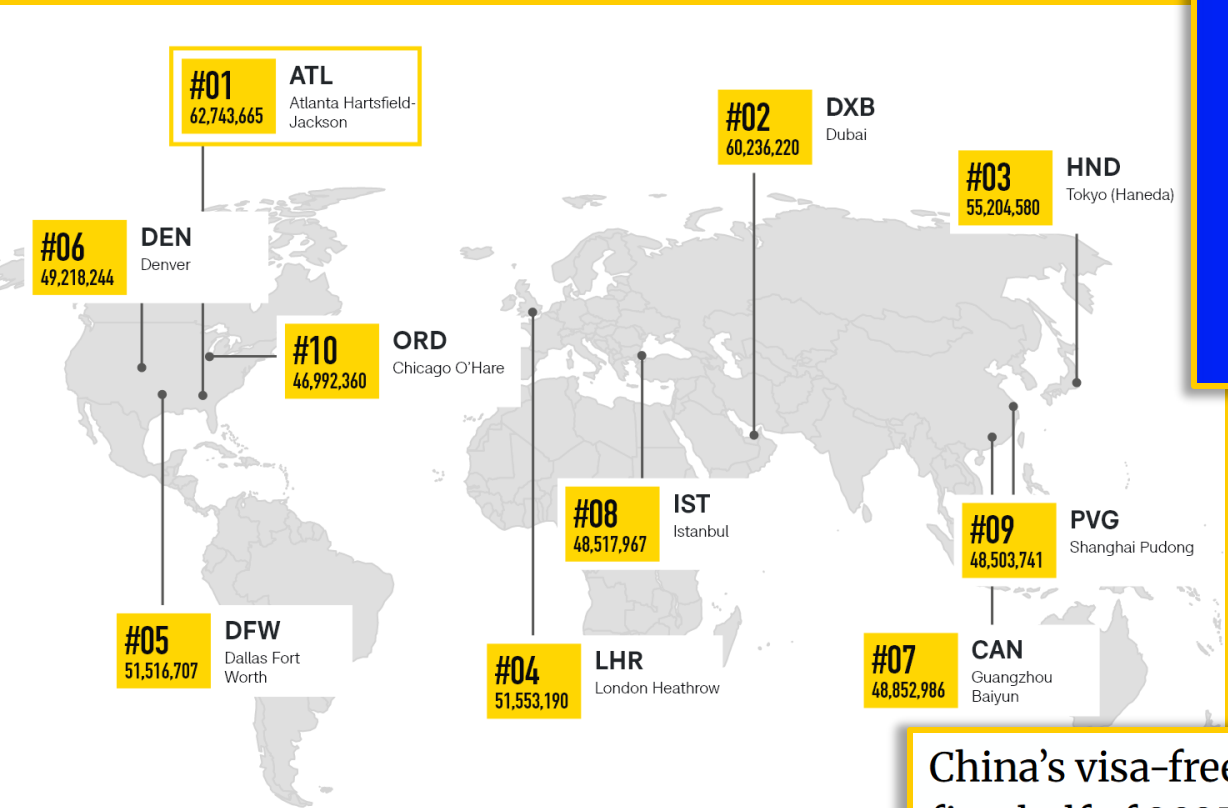 #01
62,743,665
ATL
Atlanta Hartsfield-
Jackson
#02
60,236,220
DXB
Dubai
#03
55,204,580
HND
Tokyo (Haneda)
#06
49,218,244
DEN
Denver
#10
46,992,360
ORD
Chicago O'Hare
#08
48,517,967
IST
Istanbul
#09
48,503,741
PVG
Shanghai Pudong
#05
51,516,707
DFW
Dallas Fort
Worth
#04
51,553,190
LHR
London Heathrow
#07
48,852,986
CAN
Guangzhou
Baiyun
China’s visa-free